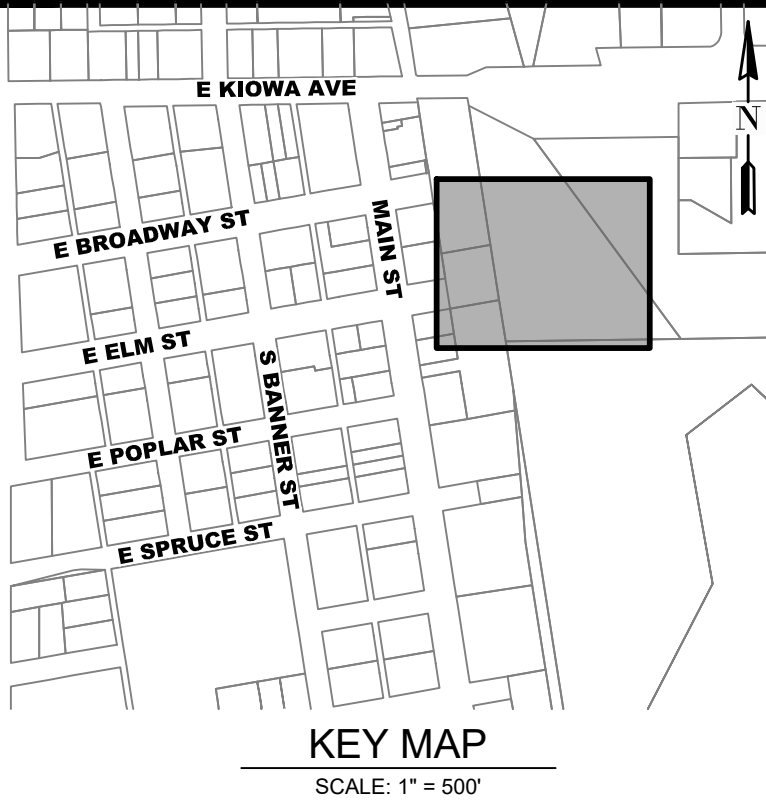 E KIOWA AVE
N
E BROADWAY ST
MAIN ST
E ELM ST
S BANNER ST
E POPLAR ST
E SPRUCE ST
KEY MAP
SCALE: 1" = 500'